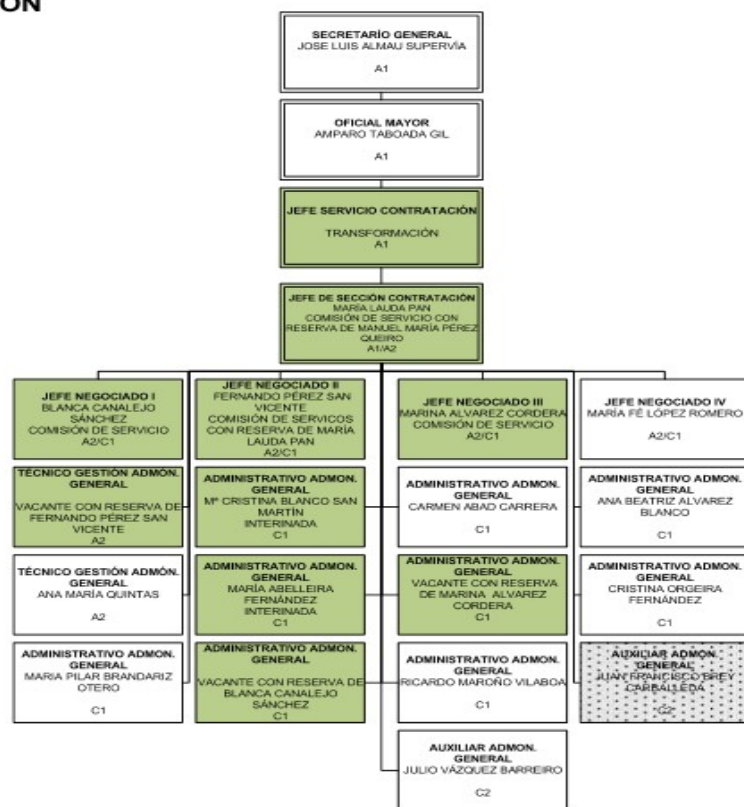 ÓN
SECRETARÍO GENERAL
JOSE LUIS ALMAU SUPERVÍA
A1
OFICIAL MAYOR
AMPARO TABOADA GIL
A1
JEFE SERVICIO CONTRATACIÓN
TRANSFORMACIÓN
A1
JEFE DE SECCIÓN CONTRATACIÓN
MARÍA LAUDA PAN
COMISIÓN DE SERVICIO CON
RESERVA DE MANUEL MARÍA PÉREZ
QUEIRO
A1/A2
JEFE NEGOCIADO I
BLANCA CANALEJO
SÁNCHEZ
COMISIÓN DE SERVICIO
A2/C1
JEFE NEGOCIADO II
FERNANDO PÉREZ SAN
VICENTE
COMISIÓN DE SERVICOS
CON RESERVA DE MARÍA
LAUDA PAN
A2/C1
JEFE NEGOCIADO III
MARINA ALVAREZ CORDERA
COMISIÓN DE SERVICIO
A2/C1
JEFE NEGOCIADO IV
MARÍA FÉ LÓPEZ ROMERO
A2/C1
TÉCNICO GESTIÓN ADMÓN.
GENERAL
VACANTE CON RESERVA DE
FERNANDO PÉREZ SAN
VICENTE
A2
ADMINISTRATIVO ADMON.
GENERAL
Mª CRISTINA BLANCO SAN
MARTÍN
INTERINADA
C1
ADMINISTRATIVO ADMON.
GENERAL
CARMEN ABAD CARRERA
C1
ADMINISTRATIVO ADMON.
GENERAL
ANA BEATRIZ ALVAREZ
BLANCO
C1
TÉCNICO GESTIÓN ADMÓN.
GENERAL
ANA MARÍA QUINTAS
A2
ADMINISTRATIVO ADMON.
GENERAL
MARÍA ABELLEIRA
FERNÁNDEZ
INTERINADA
C1
ADMINISTRATIVO ADMON.
GENERAL
VACANTE CON RESERVA
DE MARINA ALVAREZ
CORDERA
C1
ADMINISTRATIVO ADMON.
GENERAL
CRISTINA ORGEIRA
FERNÁNDEZ
C1
ADMINISTRATIVO ADMON.
GENERAL
MARIA PILAR BRANDARIZ
OTERO
C1
ADMINISTRATIVO ADMON.
GENERAL
VACANTE CON RESERVA DE
BLANCA CANALEJO
SÁNCHEZ
C1
ADMINISTRATIVO ADMON.
GENERAL
RICARDO MAROÑO VILABOA
C1
AUXILIAR ADMON.
GENERAL
JUAN FRANCISCO BREY
CARBALLEDA
C2
AUXILIAR ADMON.
GENERAL
JULIO VÁZQUEZ BARREIRO
C2